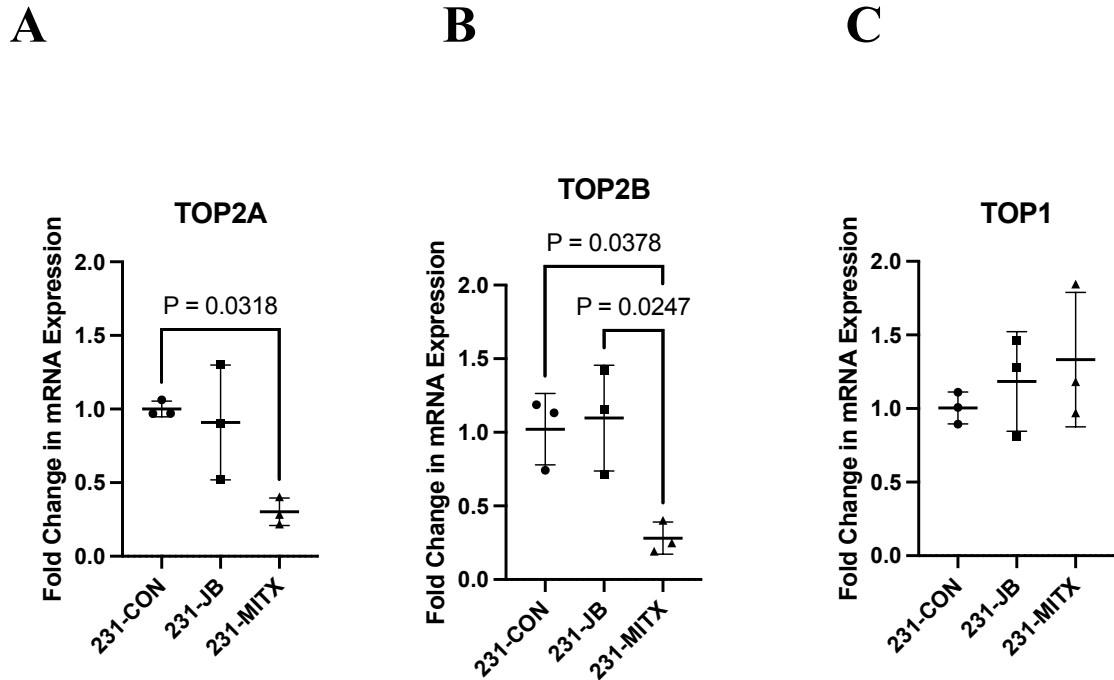 A
B
C
TOP2A
Fold Change in mRNA Expression
2.0
1.5
1.0
0.5
0.0
P = 0.0318
231-CON
231-JB
231-MITX
TOP2B
Fold Change in mRNA Expression
2.0
1.5
1.0
0.5
0.0
P = 0.0378
P = 0.0247
231-CON
231-JB
231-MITX
TOP1
Fold Change in mRNA Expression
2.0
1.5
1.0
0.5
0.0
231-CON
231-JB
231-MITX